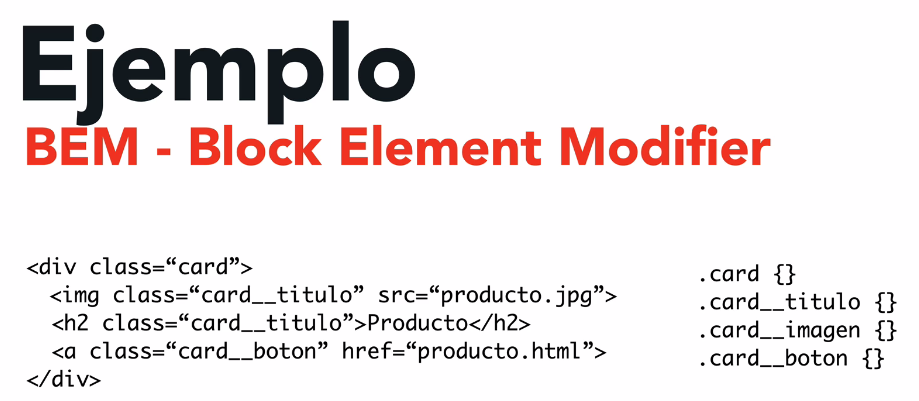 Ejemplo
BEM - Block Element Modifier
<div class=“card”>
<img class=“card__titulo” src=“producto.jpg”>
<h2 class=“card__titulo”>Producto</h2>
<a class=“card__boton” href=“producto.html”>
</div>
.card {}
.card__titulo {}
.card__imagen {}
.card__boton {}